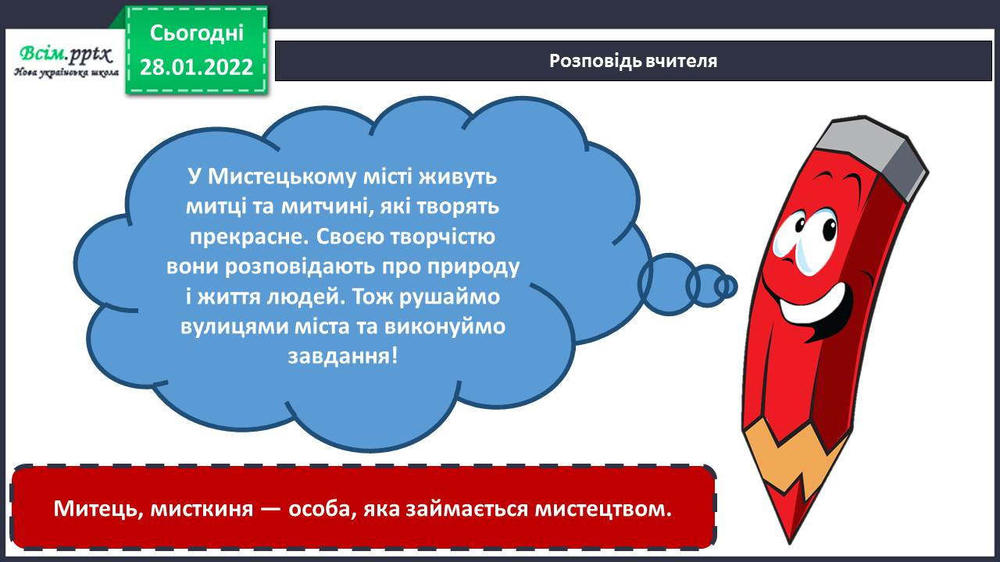 Сьогодні
28.01.2022
Всім.pptx
Нова українська школа
Розповідь вчителя
У Мистецькому місті живуть
митці та митчині, які творять
прекрасне. Своєю творчістю
вони розповідають про природу
і життя людей. Тож рушаймо
вулицями міста та виконуймо
завдання!
Митець, мисткиня — особа, яка займається мистецтвом.